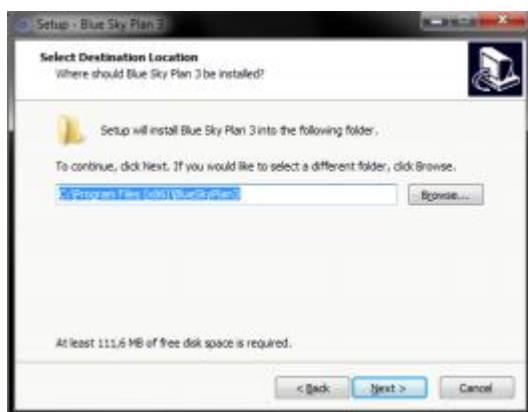 Setup - Blue Sky Plan 3
Select Destination Location
Where should Blue Sky Plan 3 be installed?
Setup will install Blue Sky Plan 3 into the following folder.
To continue, click Next. If you would like to select a different folder, click Browse.
C:\Program Files (x86)\BlueSkyPlan3
Browse...
At least 111,6 MB of free disk space is required.
< Back
Next >
Cancel